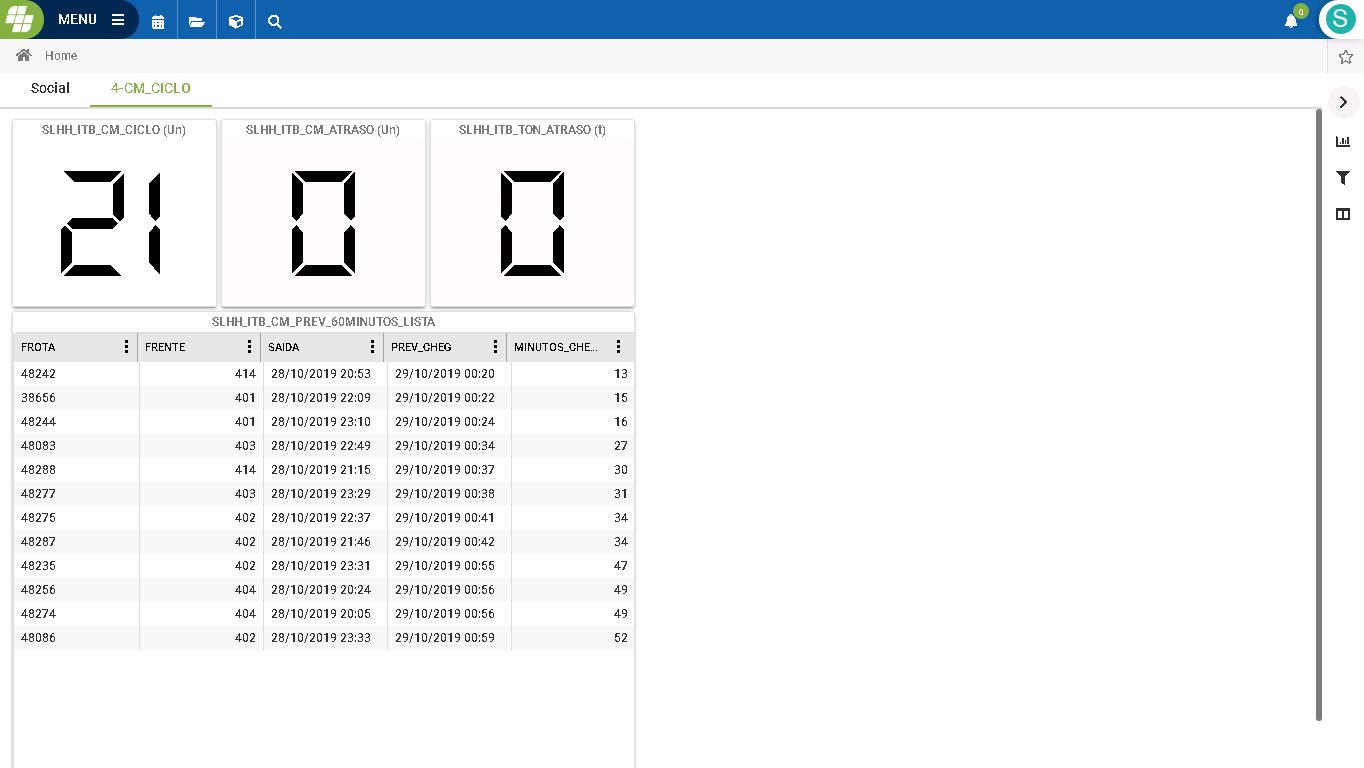 MENU
0
S
Home
Social 4-CM_CICLO
SLHH_ITB_CM_CICLO (Un) SLHH_ITB_CM_ATRASO (Un) SLHH_ITB_TON_ATRASO (t)
21 0 0
SLHH_ITB_CM_PREV_60MINUTOS_LISTA
FROTA FRENTE SAIDA PREV_CHEG MINUTOS_CHE...
48242 414 28/10/2019 20:53 29/10/2019 00:20 13
38656 401 28/10/2019 22:09 29/10/2019 00:22 15
48244 401 28/10/2019 23:10 29/10/2019 00:24 16
48083 403 28/10/2019 22:49 29/10/2019 00:34 27
48288 414 28/10/2019 21:15 29/10/2019 00:37 30
48277 403 28/10/2019 23:29 29/10/2019 00:38 31
48275 402 28/10/2019 22:37 29/10/2019 00:41 34
48287 402 28/10/2019 21:46 29/10/2019 00:42 34
48235 402 28/10/2019 23:31 29/10/2019 00:55 47
48256 404 28/10/2019 20:24 29/10/2019 00:56 49
48274 404 28/10/2019 20:05 29/10/2019 00:56 49
48086 402 28/10/2019 23:33 29/10/2019 00:59 52